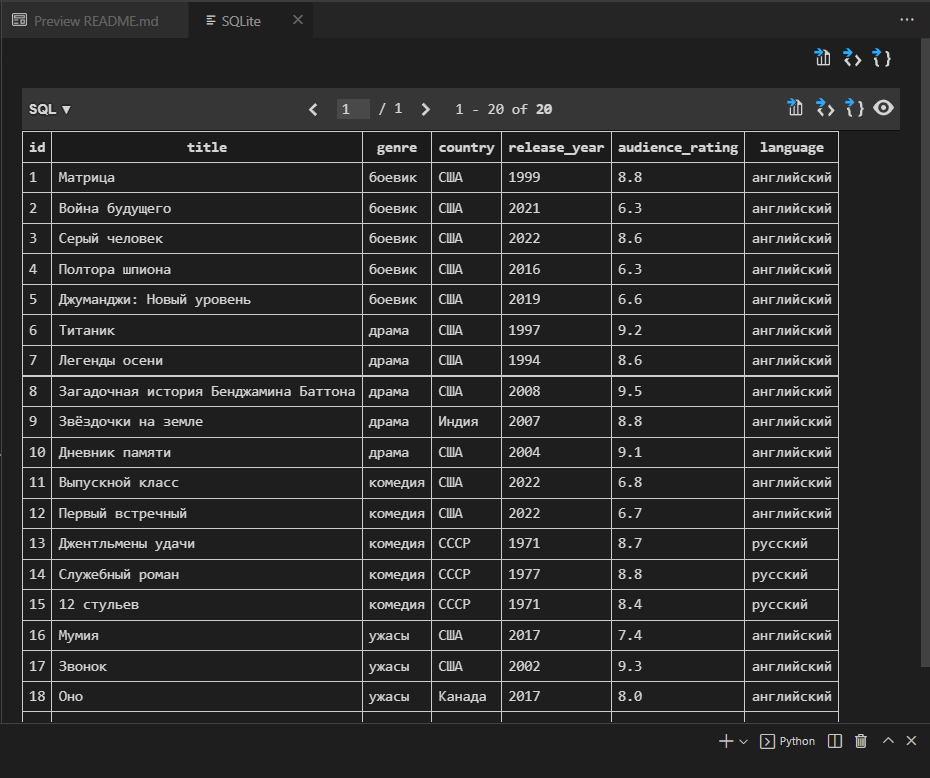 Preview README.md SQLite
SQL ▼ 1 / 1 1 - 20 of 20
id title genre country release_year audience_rating language
1 Матрица боевик США 1999 8.8 английский
2 Война будущего боевик США 2021 6.3 английский
3 Серый человек боевик США 2022 8.6 английский
4 Полтора шпиона боевик США 2016 6.3 английский
5 Джуманджи: Новый уровень боевик США 2019 6.6 английский
6 Титаник драма США 1997 9.2 английский
7 Легенды осени драма США 1994 8.6 английский
8 Загадочная история Бенджамина Баттона драма США 2008 9.5 английский
9 Звёздочки на земле драма Индия 2007 8.8 английский
10 Дневник памяти драма США 2004 9.1 английский
11 Выпускной класс комедия США 2022 6.8 английский
12 Первый встречный комедия США 2022 6.7 английский
13 Джентльмены удачи комедия СССР 1971 8.7 русский
14 Служебный роман комедия СССР 1977 8.8 русский
15 12 стульев комедия СССР 1971 8.4 русский
16 Мумия ужасы США 2017 7.4 английский
17 Звонок ужасы США 2002 9.3 английский
18 Оно ужасы Канада 2017 8.0 английский
Python